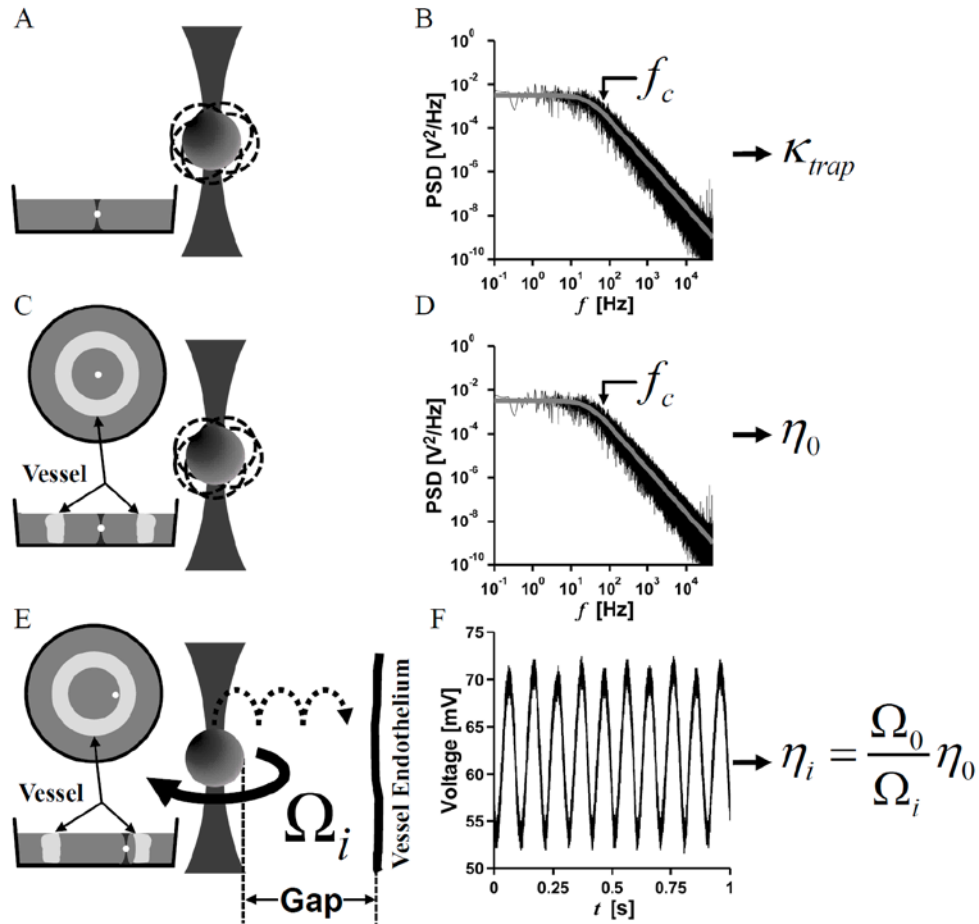 A
B
10⁰
10⁻²
10⁻⁴
10⁻⁶
10⁻⁸
10⁻¹⁰
PSD [V²/Hz]
f_c
10⁻¹ 10⁰ 10¹ 10² 10³ 10⁴
f [Hz]
κ_trap
C
Vessel
D
10⁰
10⁻²
10⁻⁴
10⁻⁶
10⁻⁸
10⁻¹⁰
PSD [V²/Hz]
f_c
10⁻¹ 10⁰ 10¹ 10² 10³ 10⁴
f [Hz]
η₀
E
Vessel
Ω_i
Gap
Vessel Endothelium
F
75
70
65
60
55
50
Voltage [mV]
0 0.25 0.5 0.75 1
t [s]
η_i = Ω₀/Ω_i η₀